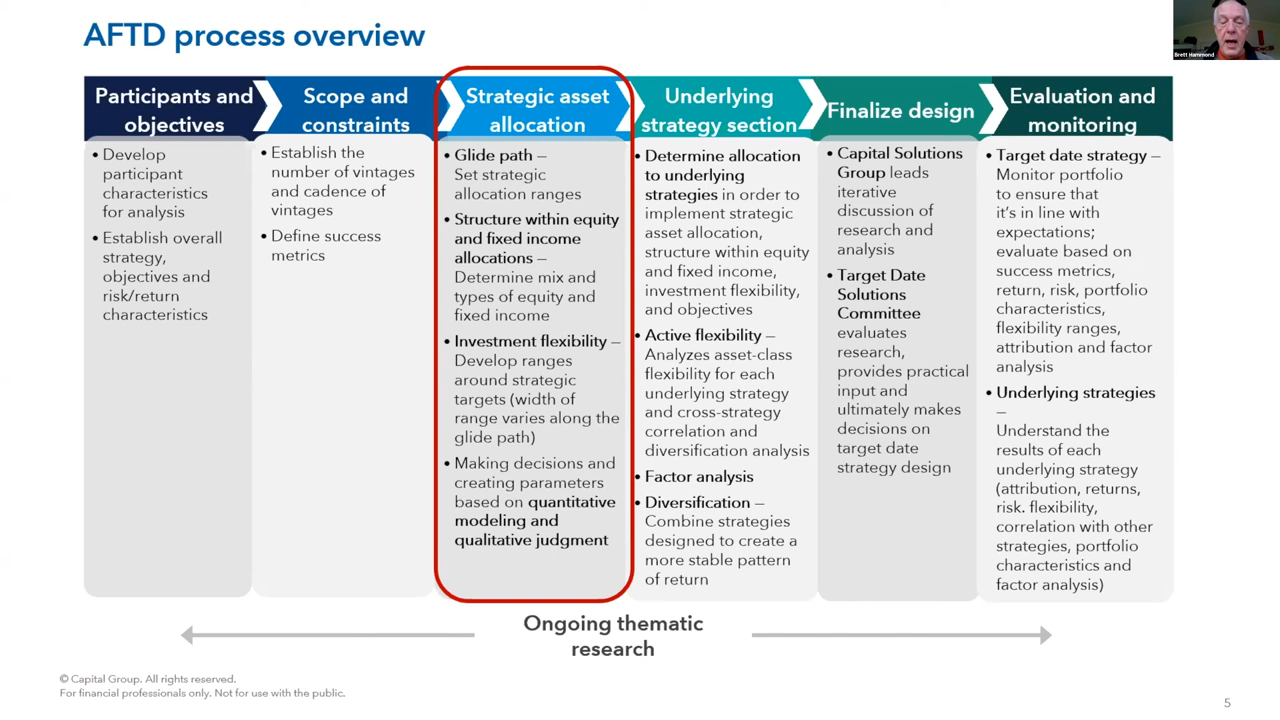 AFTD process overview
Brett Hammond
Participants and
objectives
• Develop
participant
characteristics
for analysis
• Establish overall
strategy,
objectives and
risk/return
characteristics
Scope and
constraints
• Establish the
number of vintages
and cadence of
vintages
• Define success
metrics
Strategic asset
allocation
• Glide path –
Set strategic
allocation ranges
• Structure within equity
and fixed income
allocations –
Determine mix and
types of equity and
fixed income
• Investment flexibility –
Develop ranges
around strategic
targets (width of
range varies along the
glide path)
• Making decisions and
creating parameters
based on quantitative
modeling and
qualitative judgment
Underlying
strategy section
• Determine allocation
to underlying
strategies in order to
implement strategic
asset allocation,
structure within equity
and fixed income,
investment flexibility,
and objectives
• Active flexibility –
Analyzes asset-class
flexibility for each
underlying strategy
and cross-strategy
correlation and
diversification analysis
• Factor analysis
• Diversification –
Combine strategies
designed to create a
more stable pattern
of return
Finalize design
• Capital Solutions
Group leads
iterative
discussion of
research and
analysis
• Target Date
Solutions
Committee
evaluates
research,
provides practical
input and
ultimately makes
decisions on
target date
strategy design
Evaluation and
monitoring
• Target date strategy –
Monitor portfolio
to ensure that
it's in line with
expectations;
evaluate based on
success metrics,
return, risk, portfolio
characteristics,
flexibility ranges,
attribution and factor
analysis
• Underlying strategies
–
Understand the
results of each
underlying strategy
(attribution, returns,
risk. flexibility,
correlation with other
strategies, portfolio
characteristics and
factor analysis)
Ongoing thematic
research
© Capital Group. All rights reserved.
For financial professionals only. Not for use with the public.
5